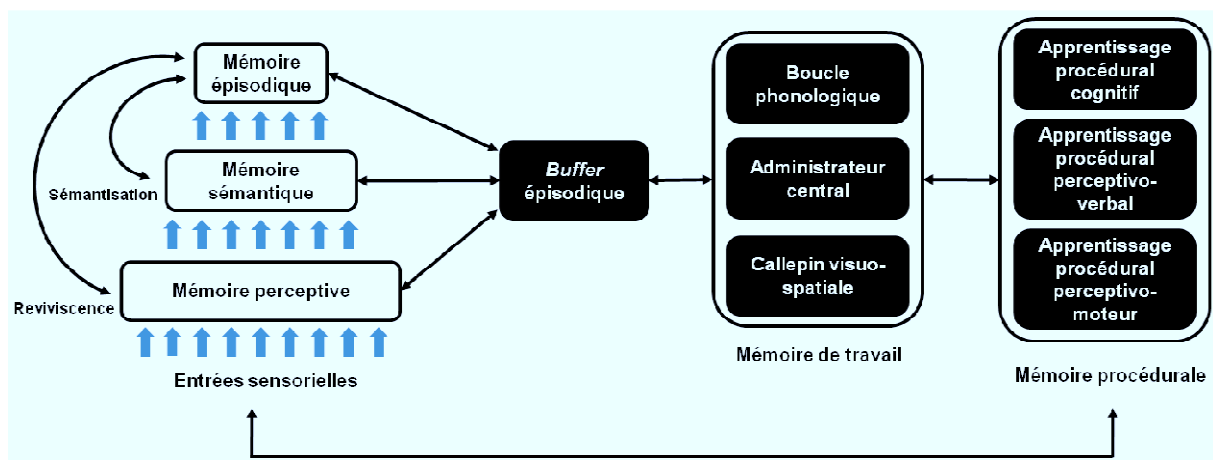 Mémoire
épisodique
Mémoire
sémantique
Sémantisation
Mémoire perceptive
Reviviscence
Entrées sensorielles
Buffer
épisodique
Boucle
phonologique
Administrateur
central
Callepin visuo-
spatiale
Mémoire de travail
Apprentissage
procédural
cognitif
Apprentissage
procédural
perceptivo-
verbal
Apprentissage
procédural
perceptivo-
moteur
Mémoire procédurale